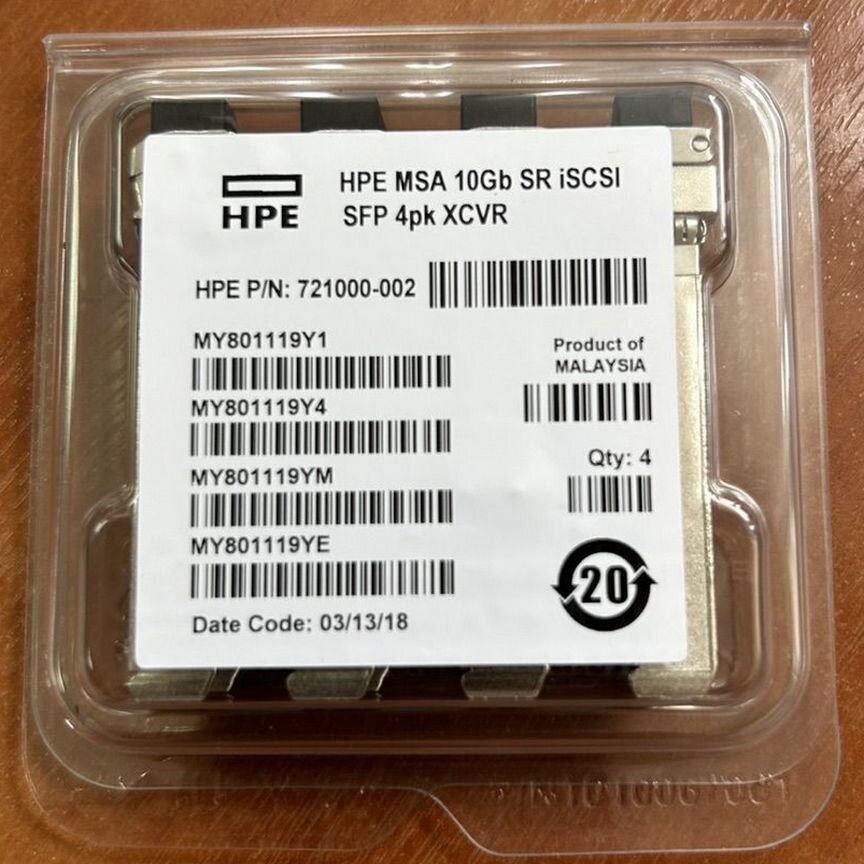 HPE
HPE MSA 10Gb SR iSCSI
SFP 4pk XCVR
HPE P/N: 721000-002
MY801119Y1
MY801119Y4
MY801119YM
MY801119YE
Date Code: 03/13/18
Product of
MALAYSIA
Qty: 4
20